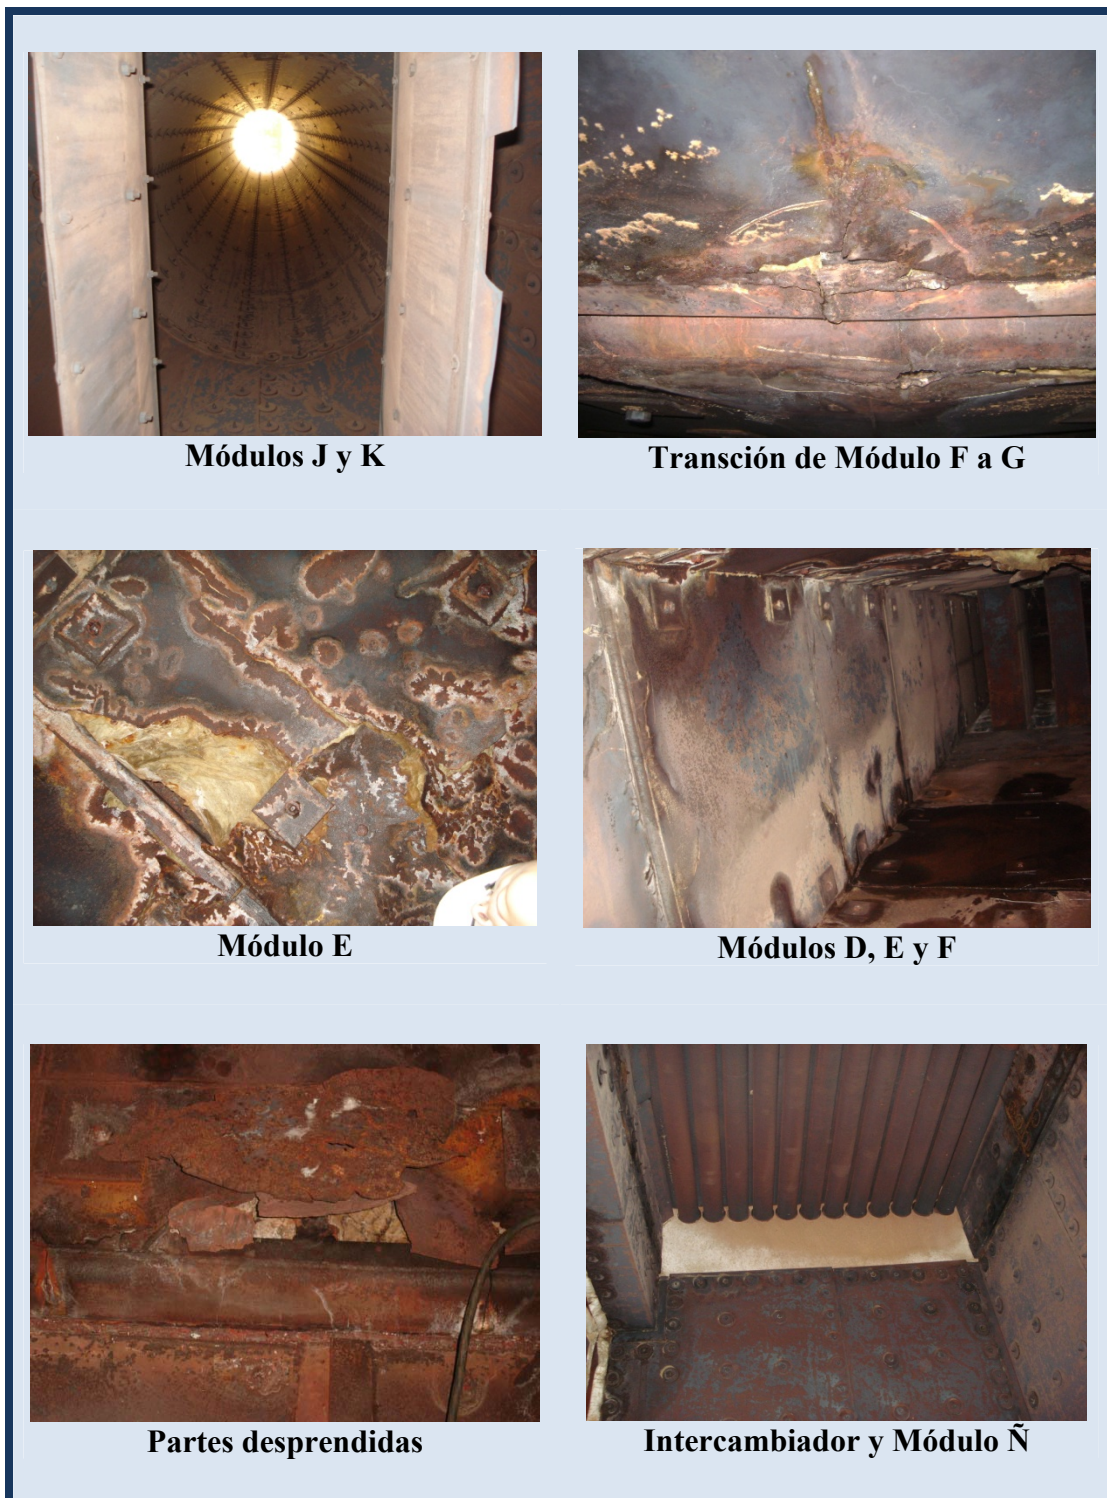 Módulos J y K
Transción de Módulo F a G
Módulo E
Módulos D, E y F
Partes desprendidas
Intercambiador y Módulo Ñ